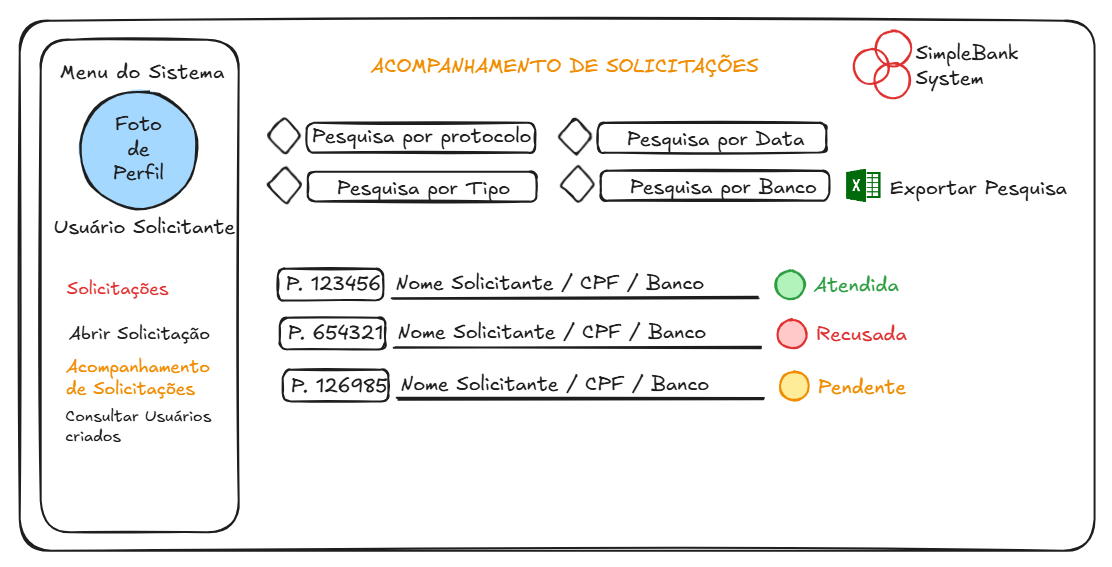 Menu do Sistema
Foto
de
Perfil
Usuário Solicitante
Solicitações
Abrir Solicitação
Acompanhamento
de Solicitações
Consultar Usuários
criados
ACOMPANHAMENTO DE SOLICITAÇÕES
SimpleBank
System
Pesquisa por protocolo
Pesquisa por Data
Pesquisa por Tipo
Pesquisa por Banco
X
Exportar Pesquisa
P. 123456 Nome Solicitante / CPF / Banco Atendida
P. 654321 Nome Solicitante / CPF / Banco Recusada
P. 126985 Nome Solicitante / CPF / Banco Pendente